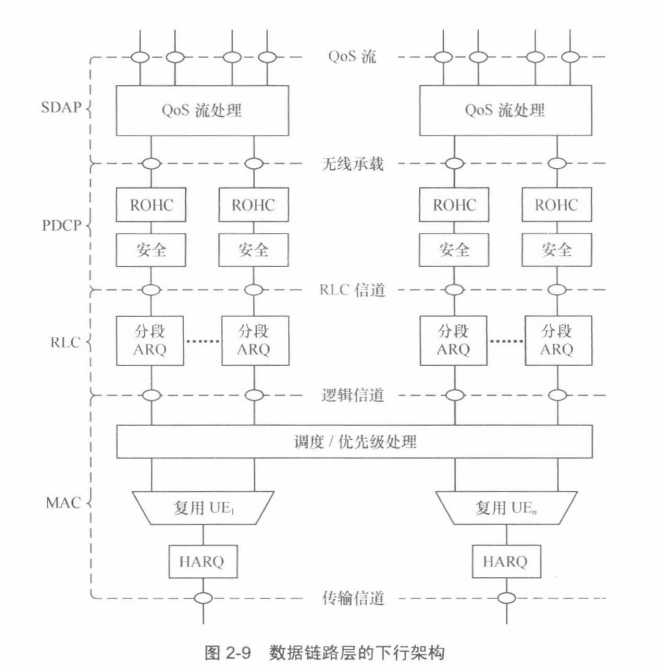 QoS 流
SDAP
QoS 流处理
QoS 流处理
无线承载
PDCP
ROHC
ROHC
ROHC
ROHC
安全
安全
安全
安全
RLC 信道
RLC
分段
ARQ
······
分段
ARQ
分段
ARQ
······
分段
ARQ
逻辑信道
调度 / 优先级处理
MAC
复用 UE₁
复用 UEₙ
HARQ
HARQ
传输信道
图 2-9 数据链路层的下行架构